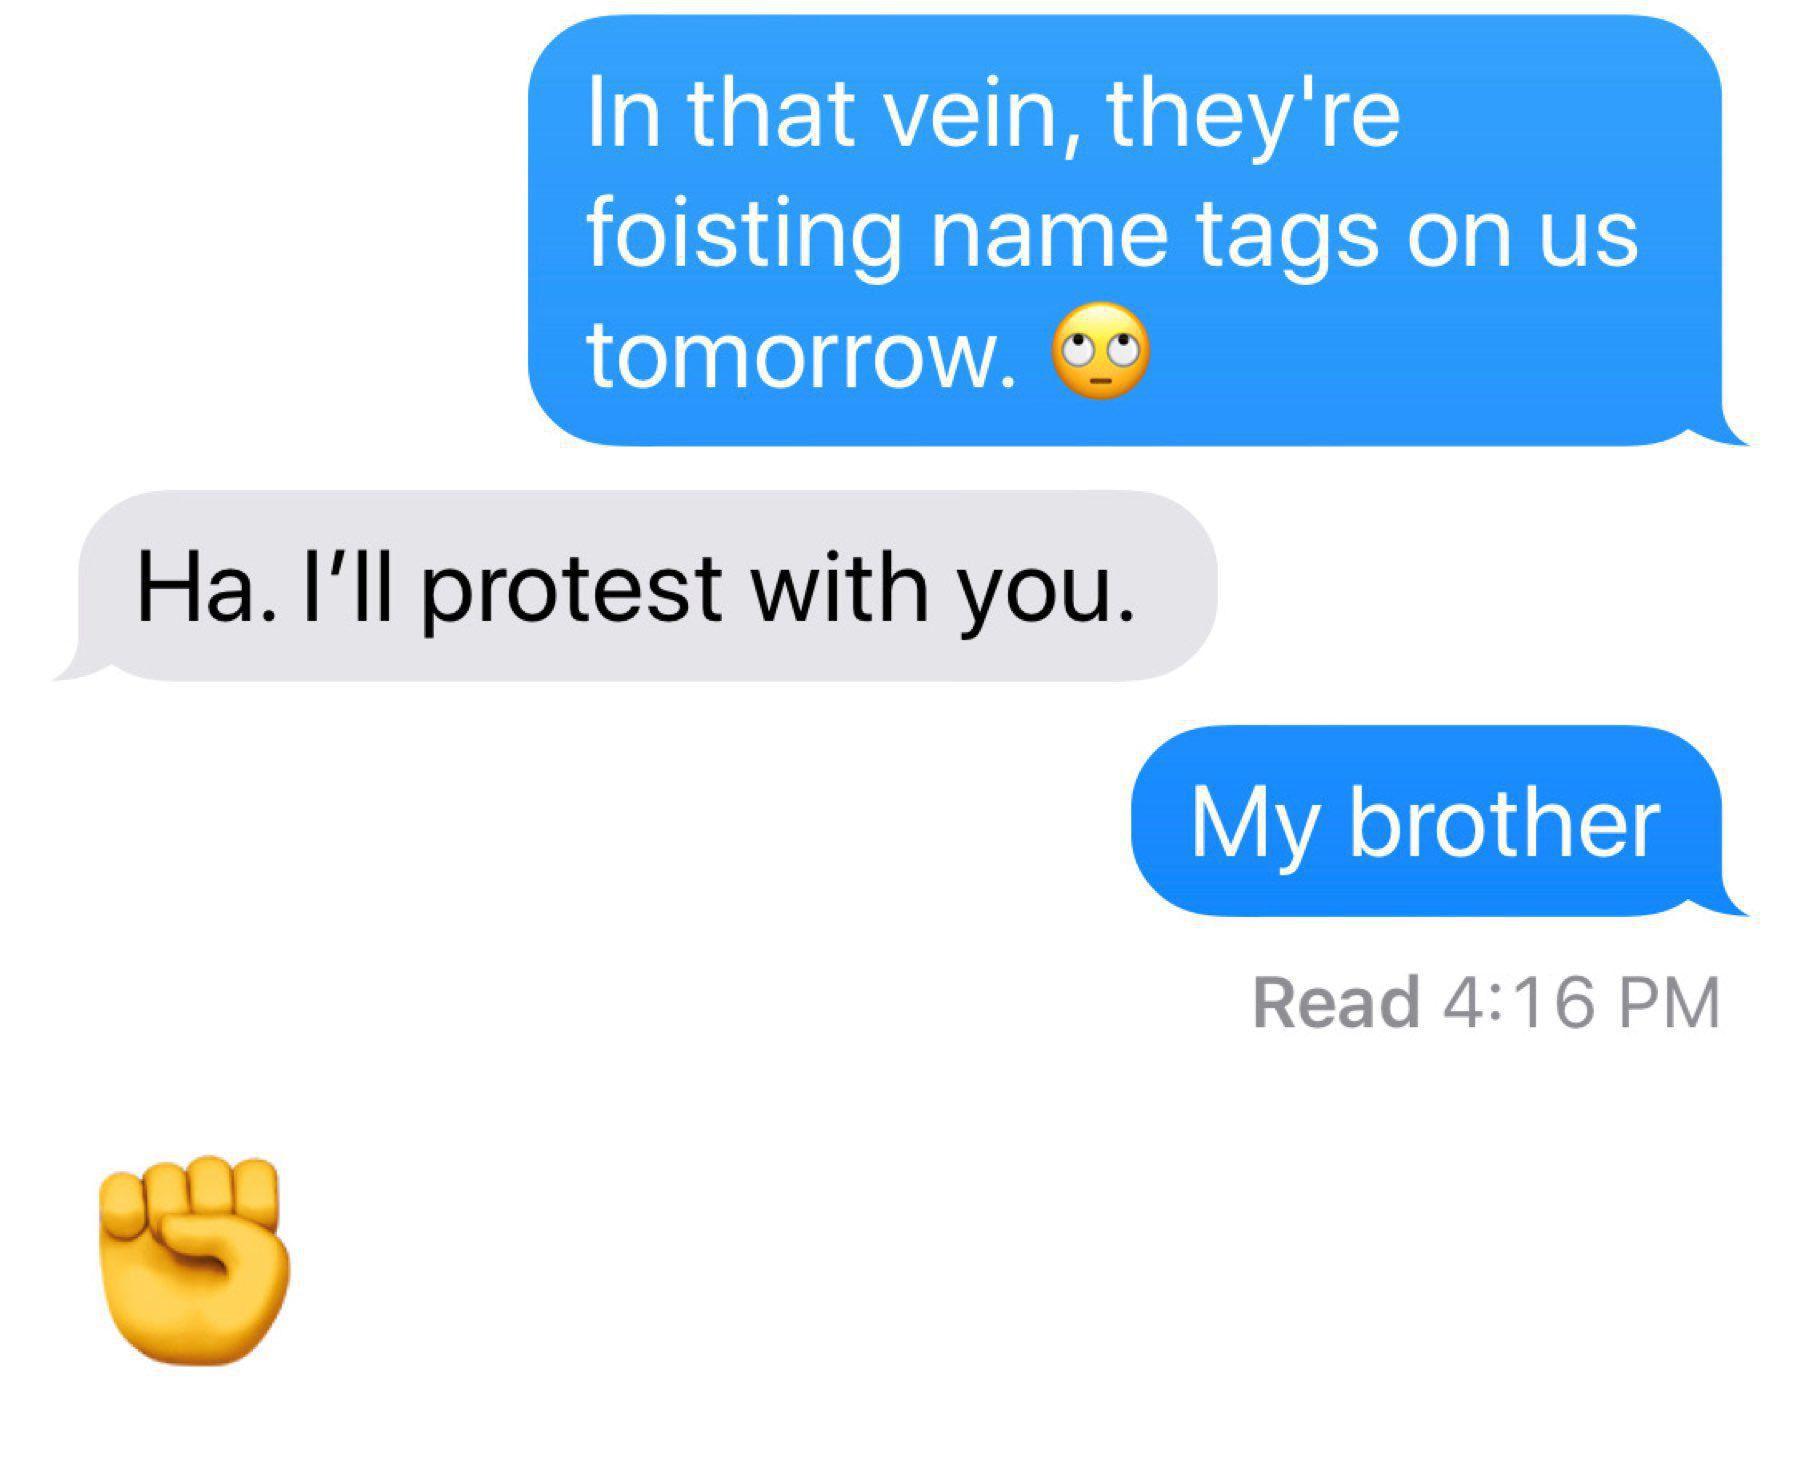 In that vein, they're
foisting name tags on us
tomorrow. 🙄
Ha. I’ll protest with you.
My brother
Read 4:16 PM
✊